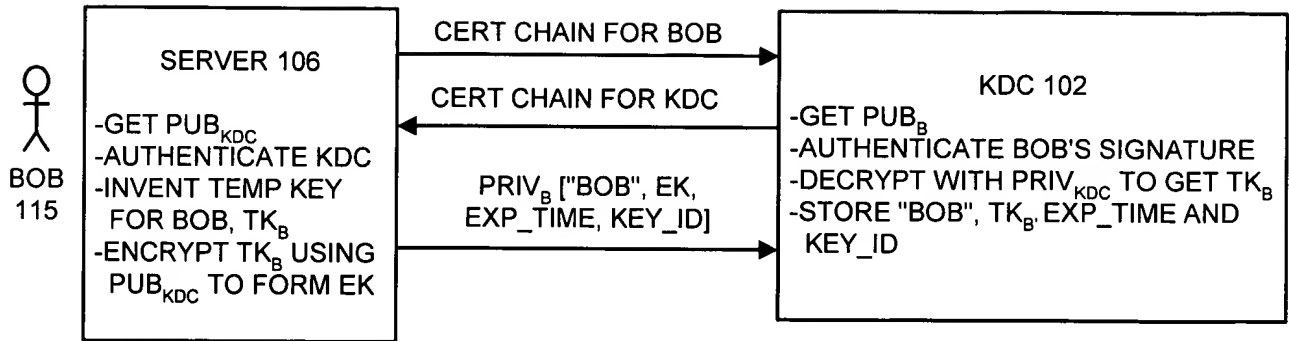 BOB
115
SERVER 106
-GET PUB_KDC
-AUTHENTICATE KDC
-INVENT TEMP KEY
FOR BOB, TK_B
-ENCRYPT TK_B USING
PUB_KDC TO FORM EK
CERT CHAIN FOR BOB
CERT CHAIN FOR KDC
PRIV_B ["BOB", EK,
EXP_TIME, KEY_ID]
KDC 102
-GET PUB_B
-AUTHENTICATE BOB'S SIGNATURE
-DECRYPT WITH PRIV_KDC TO GET TK_B
-STORE "BOB", TK_B, EXP_TIME AND
KEY_ID